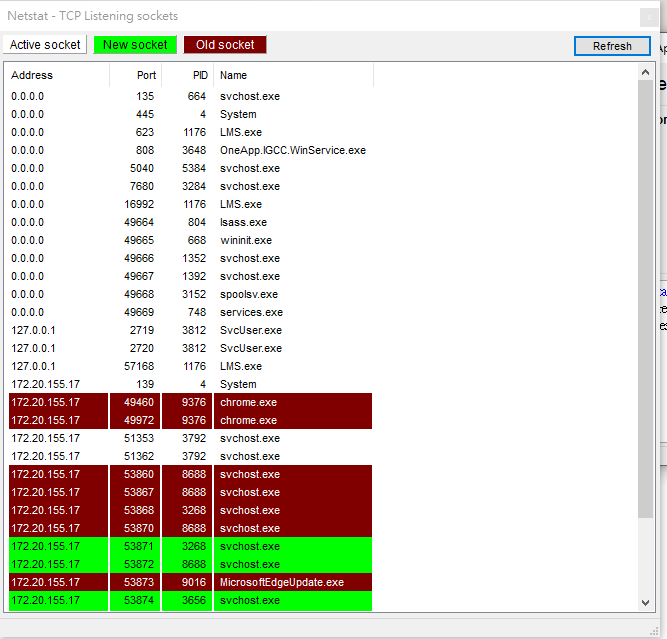 Netstat - TCP Listening sockets
Active socket New socket Old socket Refresh
Address Port PID Name
0.0.0.0 135 664 svchost.exe
0.0.0.0 445 4 System
0.0.0.0 623 1176 LMS.exe
0.0.0.0 808 3648 OneApp.IGCC.WinService.exe
0.0.0.0 5040 5384 svchost.exe
0.0.0.0 7680 3284 svchost.exe
0.0.0.0 16992 1176 LMS.exe
0.0.0.0 49664 804 lsass.exe
0.0.0.0 49665 668 wininit.exe
0.0.0.0 49666 1352 svchost.exe
0.0.0.0 49667 1392 svchost.exe
0.0.0.0 49668 3152 spoolsv.exe
0.0.0.0 49669 748 services.exe
127.0.0.1 2719 3812 SvcUser.exe
127.0.0.1 2720 3812 SvcUser.exe
127.0.0.1 57168 1176 LMS.exe
172.20.155.17 139 4 System
172.20.155.17 49460 9376 chrome.exe
172.20.155.17 49972 9376 chrome.exe
172.20.155.17 51353 3792 svchost.exe
172.20.155.17 51362 3792 svchost.exe
172.20.155.17 53860 8688 svchost.exe
172.20.155.17 53867 8688 svchost.exe
172.20.155.17 53868 3268 svchost.exe
172.20.155.17 53870 8688 svchost.exe
172.20.155.17 53871 3268 svchost.exe
172.20.155.17 53872 8688 svchost.exe
172.20.155.17 53873 9016 MicrosoftEdgeUpdate.exe
172.20.155.17 53874 3656 svchost.exe